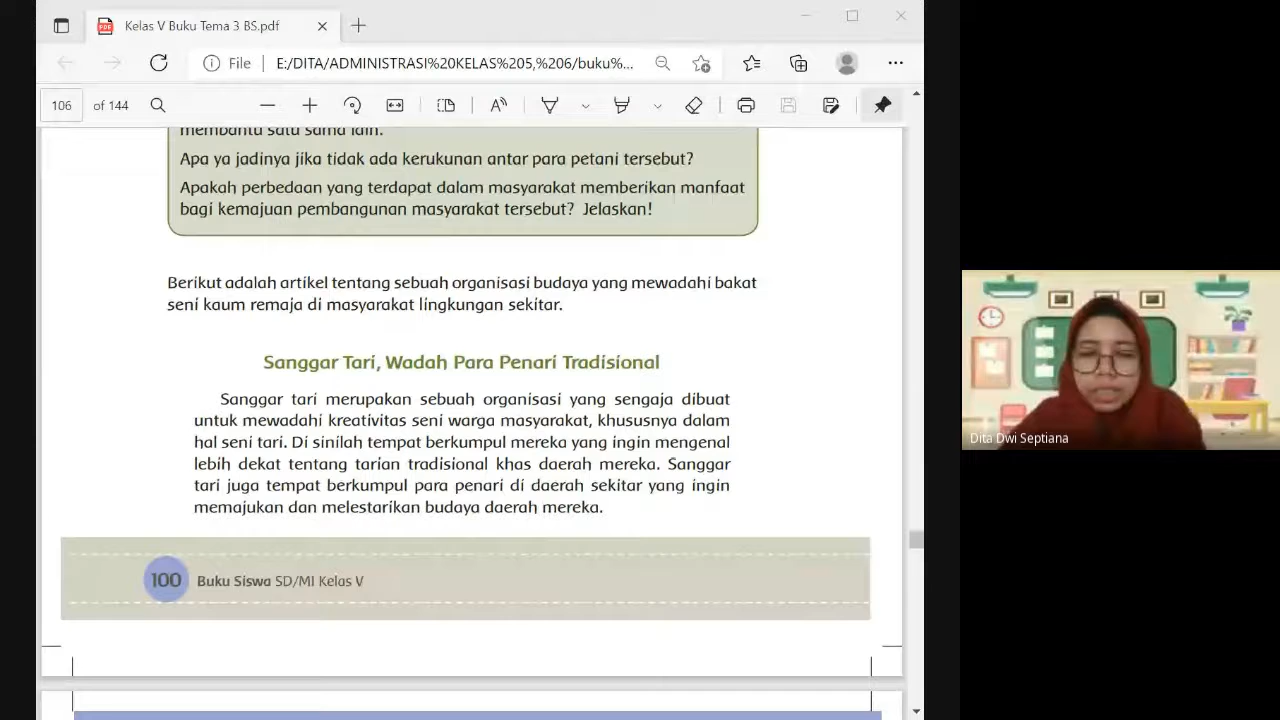 Kelas V Buku Tema 3 BS.pdf
File
E:/DITA/ADMINISTRASI%20KELAS%205,%206/buku%...
106 of 144
membantu satu sama lain.
Apa ya jadinya jika tidak ada kerukunan antar para petani tersebut?
Apakah perbedaan yang terdapat dalam masyarakat memberikan manfaat
bagi kemajuan pembangunan masyarakat tersebut? Jelaskan!
Berikut adalah artikel tentang sebuah organisasi budaya yang mewadahi bakat
seni kaum remaja di masyarakat lingkungan sekitar.
Sanggar Tari, Wadah Para Penari Tradisional
Sanggar tari merupakan sebuah organisasi yang sengaja dibuat
untuk mewadahi kreativitas seni warga masyarakat, khususnya dalam
hal seni tari. Di sinilah tempat berkumpul mereka yang ingin mengenal
lebih dekat tentang tarian tradisional khas daerah mereka. Sanggar
tari juga tempat berkumpul para penari di daerah sekitar yang ingin
memajukan dan melestarikan budaya daerah mereka.
100 Buku Siswa SD/MI Kelas V
Dita Dwi Septiana